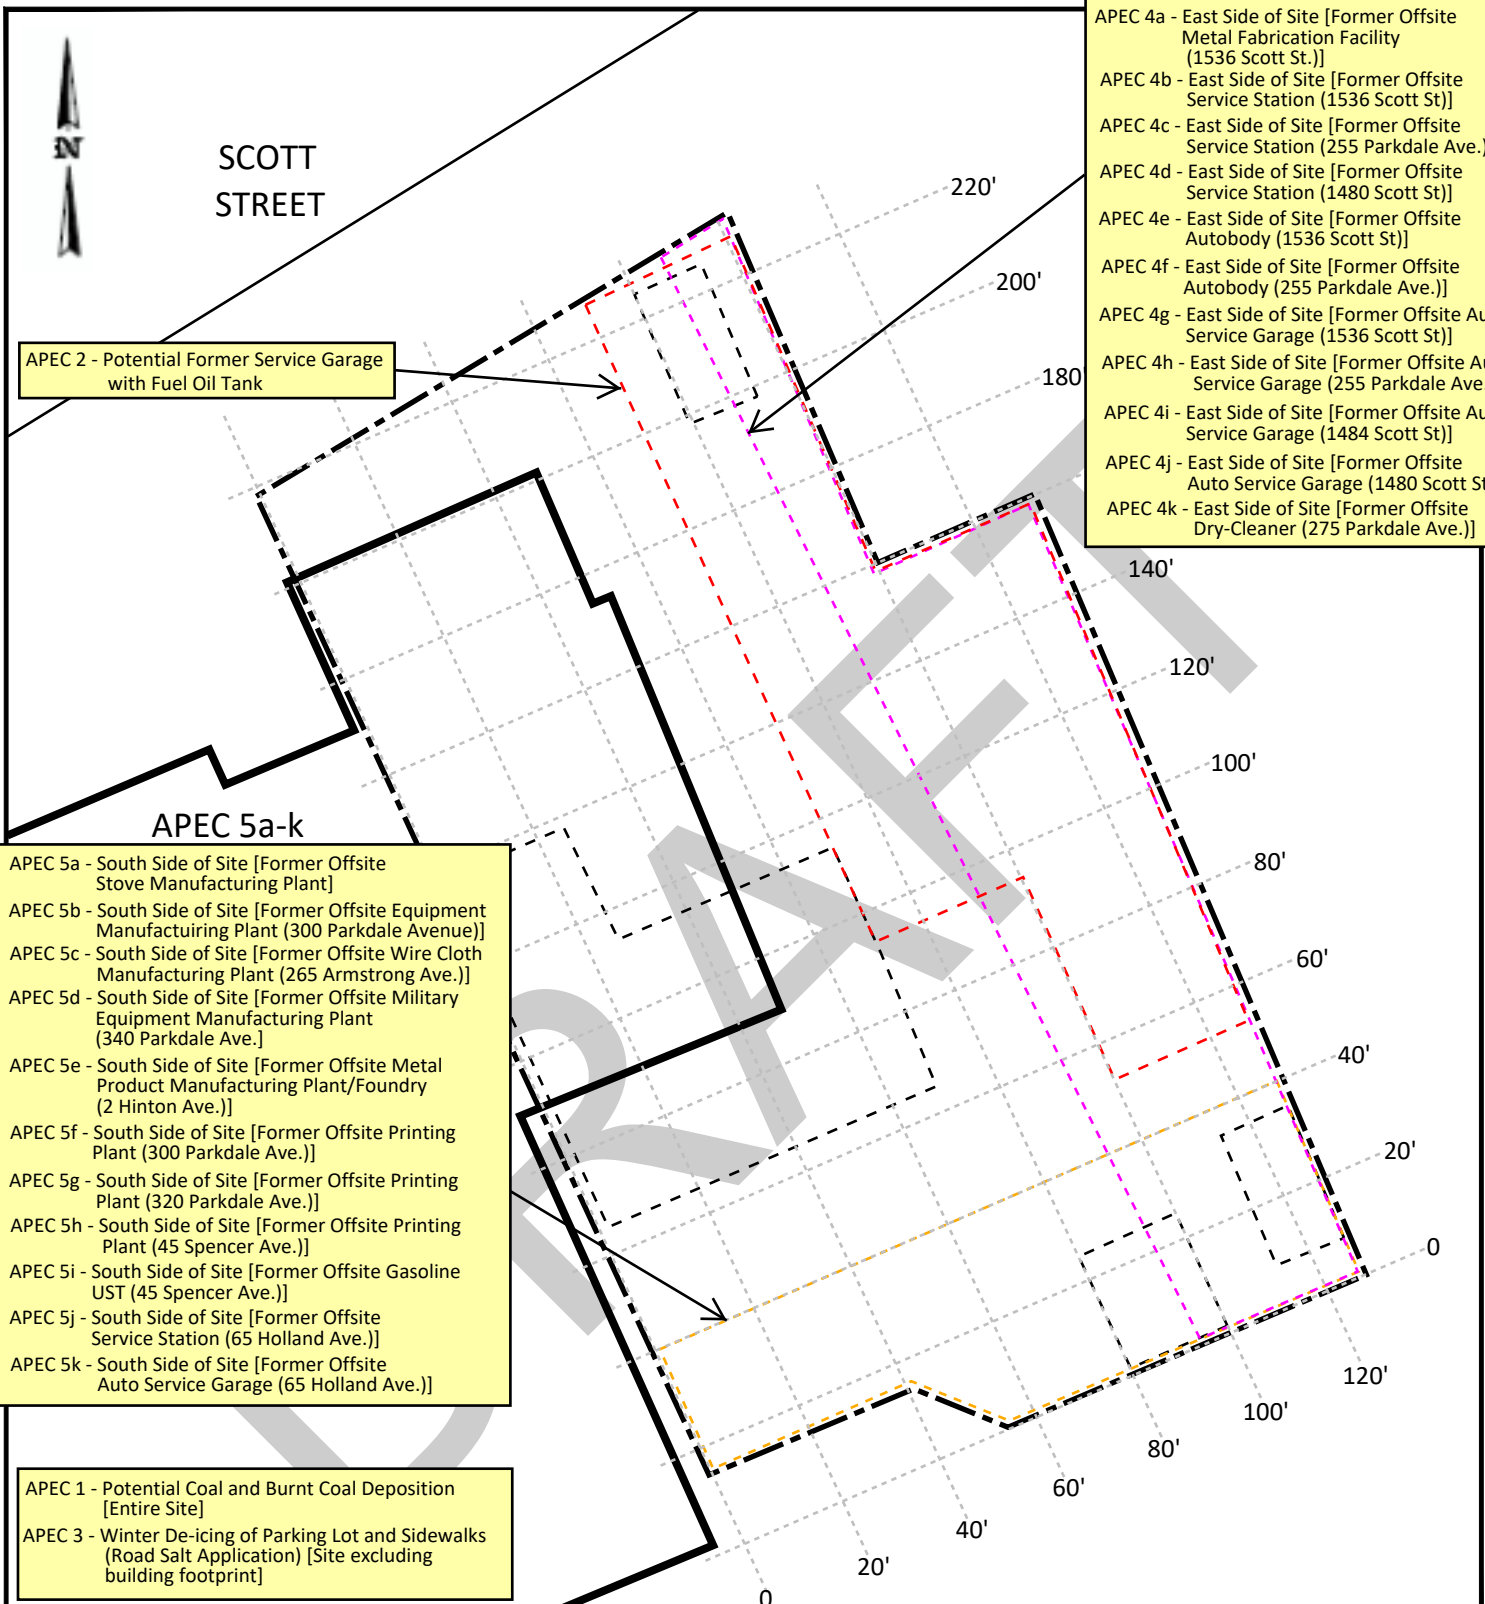 APEC 4a - East Side of Site [Former Offsite
Metal Fabrication Facility
(1536 Scott St.)]
APEC 4b - East Side of Site [Former Offsite
Service Station (1536 Scott St)]
APEC 4c - East Side of Site [Former Offsite
Service Station (255 Parkdale Ave.)
APEC 4d - East Side of Site [Former Offsite
Service Station (1480 Scott St)]
APEC 4e - East Side of Site [Former Offsite
Autobody (1536 Scott St)]
APEC 4f - East Side of Site [Former Offsite
Autobody (255 Parkdale Ave.)]
APEC 4g - East Side of Site [Former Offsite Au
Service Garage (1536 Scott St)]
APEC 4h - East Side of Site [Former Offsite Au
Service Garage (255 Parkdale Ave.
APEC 4i - East Side of Site [Former Offsite Au
Service Garage (1484 Scott St)]
APEC 4j - East Side of Site [Former Offsite
Auto Service Garage (1480 Scott St
APEC 4k - East Side of Site [Former Offsite
Dry-Cleaner (275 Parkdale Ave.)]
N
SCOTT
STREET
APEC 2 - Potential Former Service Garage
with Fuel Oil Tank
220'
200'
180'
140'
120'
100'
80'
60'
40'
20'
0
DRAFT
APEC 5a-k
APEC 5a - South Side of Site [Former Offsite
Stove Manufacturing Plant]
APEC 5b - South Side of Site [Former Offsite Equipment
Manufactuiring Plant (300 Parkdale Avenue)]
APEC 5c - South Side of Site [Former Offsite Wire Cloth
Manufacturing Plant (265 Armstrong Ave.)]
APEC 5d - South Side of Site [Former Offsite Military
Equipment Manufacturing Plant
(340 Parkdale Ave.]
APEC 5e - South Side of Site [Former Offsite Metal
Product Manufacturing Plant/Foundry
(2 Hinton Ave.)]
APEC 5f - South Side of Site [Former Offsite Printing
Plant (300 Parkdale Ave.)]
APEC 5g - South Side of Site [Former Offsite Printing
Plant (320 Parkdale Ave.)]
APEC 5h - South Side of Site [Former Offsite Printing
Plant (45 Spencer Ave.)]
APEC 5i - South Side of Site [Former Offsite Gasoline
UST (45 Spencer Ave.)]
APEC 5j - South Side of Site [Former Offsite
Service Station (65 Holland Ave.)]
APEC 5k - South Side of Site [Former Offsite
Auto Service Garage (65 Holland Ave.)]
120'
100'
80'
60'
40'
20'
0
APEC 1 - Potential Coal and Burnt Coal Deposition
[Entire Site]
APEC 3 - Winter De-icing of Parking Lot and Sidewalks
(Road Salt Application) [Site excluding
building footprint]